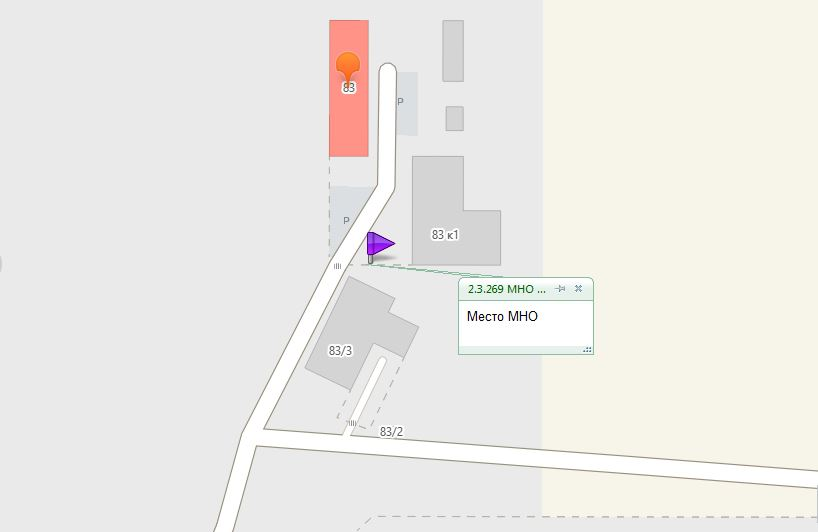 83
P
P
83 к1
2.3.269 МНО ...
Место МНО
83/3
83/2